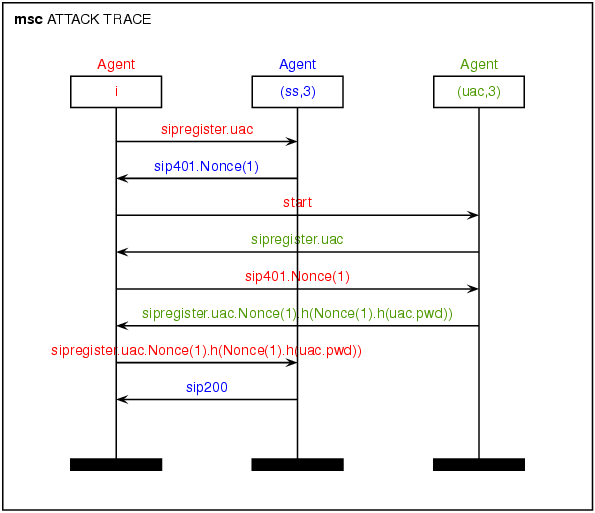 msc ATTACK TRACE
Agent Agent Agent
i (ss,3) (uac,3)
sipregister.uac
sip401.Nonce(1)
start
sipregister.uac
sip401.Nonce(1)
sipregister.uac.Nonce(1).h(Nonce(1).h(uac.pwd))
sipregister.uac.Nonce(1).h(Nonce(1).h(uac.pwd))
sip200